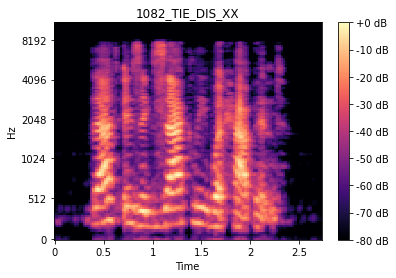 1082_TIE_DIS_XX
8192
4096
2048
1024
512
0
Hz
0
0.5
1
1.5
2
2.5
Time
+0 dB
-10 dB
-20 dB
-30 dB
-40 dB
-50 dB
-60 dB
-70 dB
-80 dB